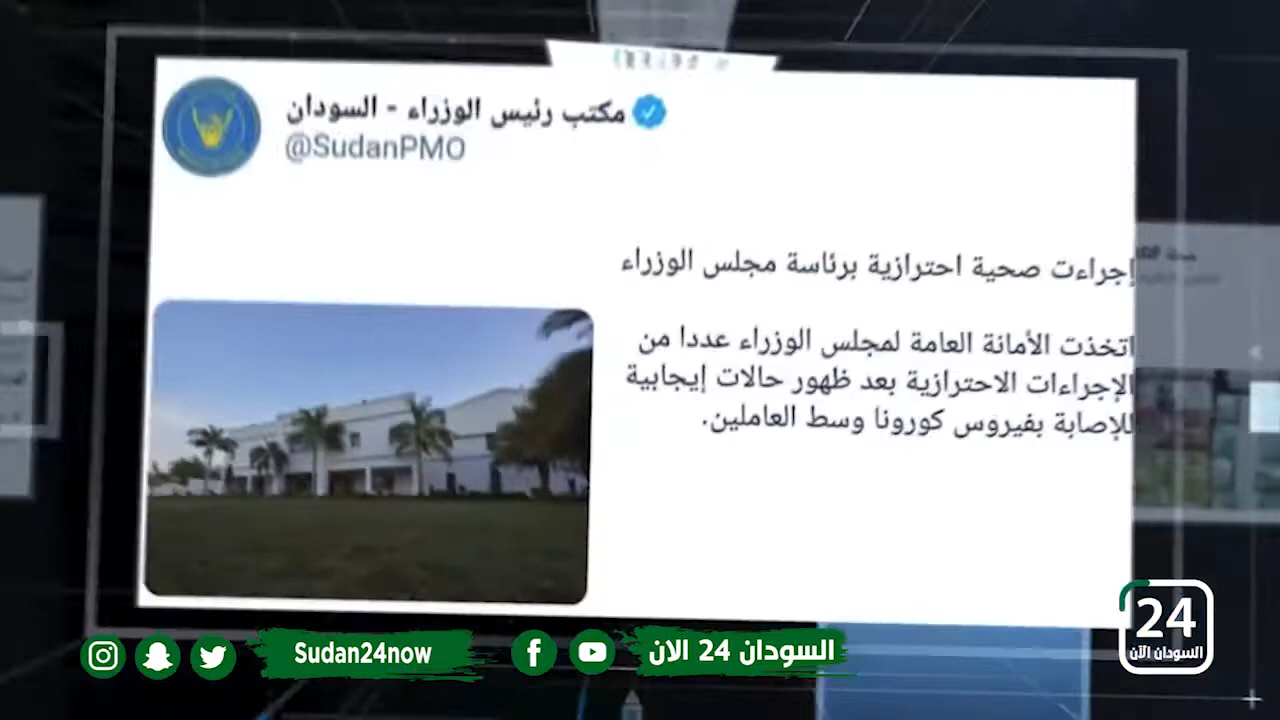 مكتب رئيس الوزراء - السودان
@SudanPMO
إجراءت صحية احترازية برئاسة مجلس الوزراء
اتخذت الأمانة العامة لمجلس الوزراء عددا من
الإجراءات الاحترازية بعد ظهور حالات إيجابية
للإصابة بفيروس كورونا وسط العاملين.
Sudan24now
السودان 24 الان
24
السودان الآن